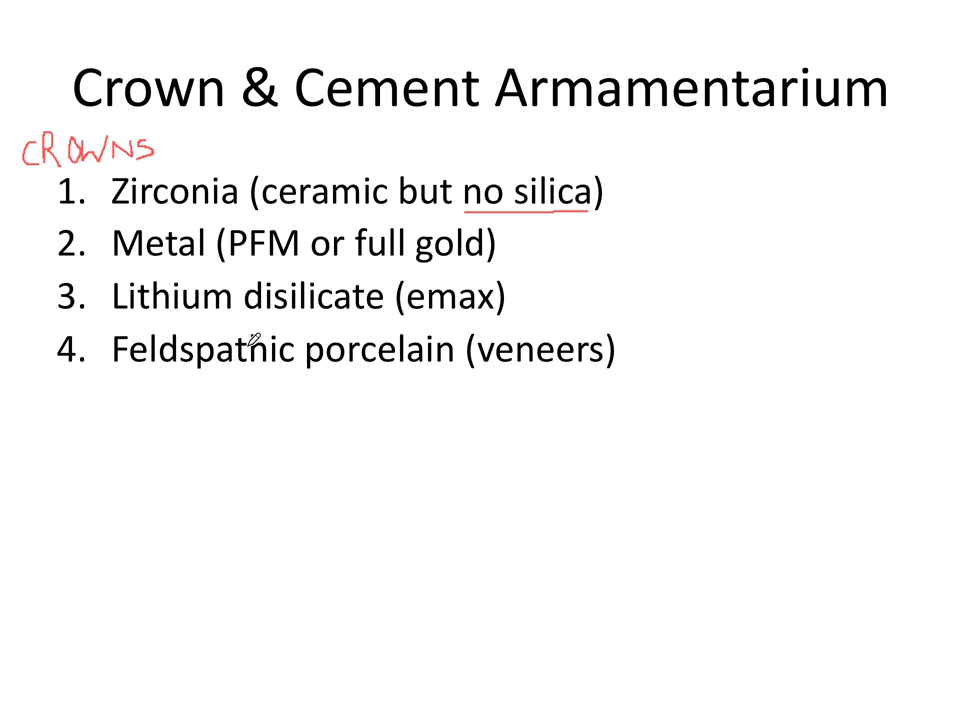 Crown & Cement Armamentarium
CROWNS
1. Zirconia (ceramic but no silica)
2. Metal (PFM or full gold)
3. Lithium disilicate (emax)
4. Feldspathic porcelain (veneers)